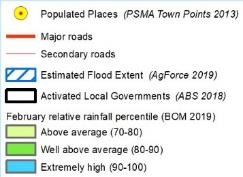 Populated Places (PSMA Town Points 2013)
Major roads
Secondary roads
Estimated Flood Extent (AgForce 2019)
Activated Local Governments (ABS 2018)
February relative rainfall percentile (BOM 2019)
Above average (70-80)
Well above average (80-90)
Extremely high (90-100)